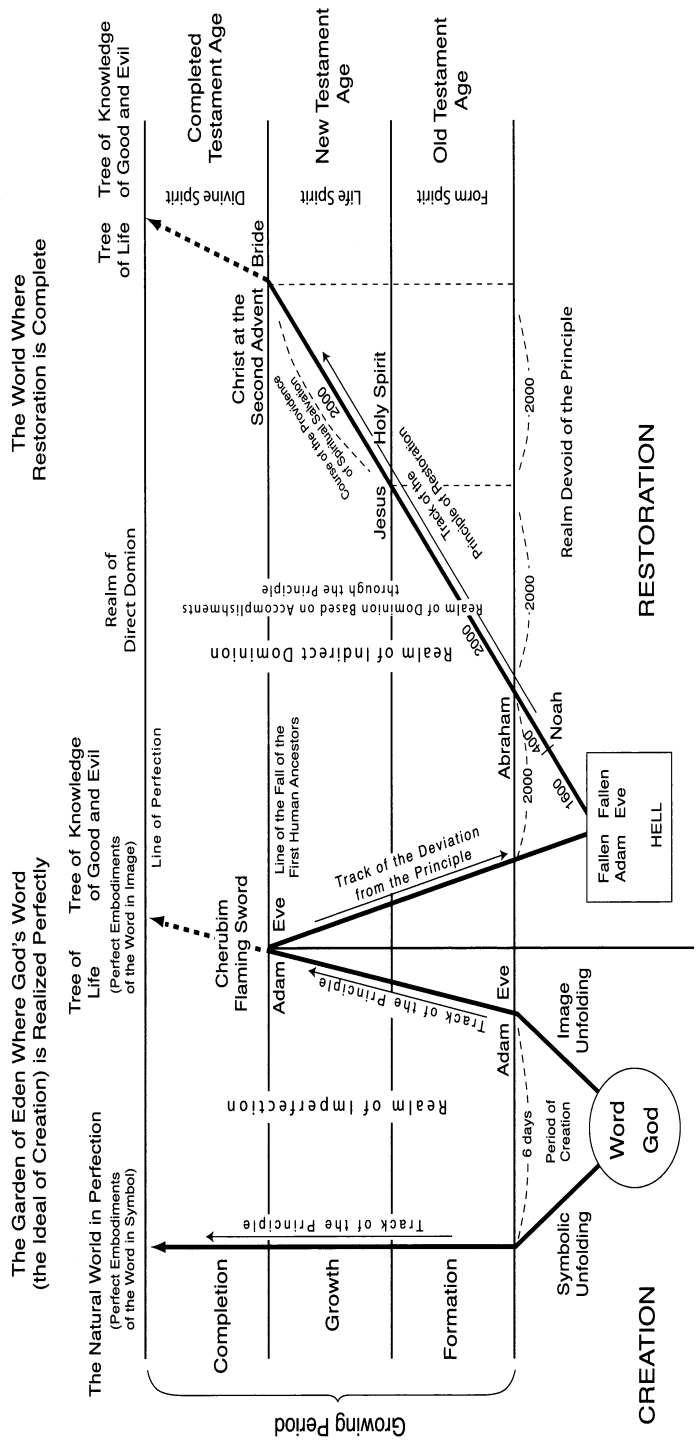 The Garden of Eden Where God's Word
(the Ideal of Creation) is Realized Perfectly
The World Where
Restoration is Complete
The Natural World in Perfection
(Perfect Embodiments
of the Word in Symbol)
Tree of
Life
Tree of Knowledge
of Good and Evil
(Perfect Embodiments
of the Word in Image)
Realm of
Direct Domion
Tree
of Life
Tree of Knowledge
of Good and Evil
Line of Perfection
Growing Period
Completion
Growth
Formation
Track of the Principle
Realm of Imperfection
Cherubim
Flaming Sword
Adam
Eve
Line of the Fall of the
First Human Ancestors
Track of the Principle
Track of the Deviation
from the Principle
Realm of Indirect Dominion
Realm of Dominion Based on Accomplishments
through the Principle
Christ at the
Second Advent
Bride
Course of the Providence
of Spiritual Salvation
2000
Jesus
Holy Spirit
Track of the
Principle of Restoration
2000
Divine Spirit
Life Spirit
Form Spirit
Completed
Testament Age
New Testament
Age
Old Testament
Age
Adam
Eve
6 days
Period of
Creation
Symbolic
Unfolding
Image
Unfolding
Word
God
Abraham
2000
400
Noah
1600
2000
2000
Realm Devoid of the Principle
Fallen
Adam
Fallen
Eve
HELL
CREATION
RESTORATION